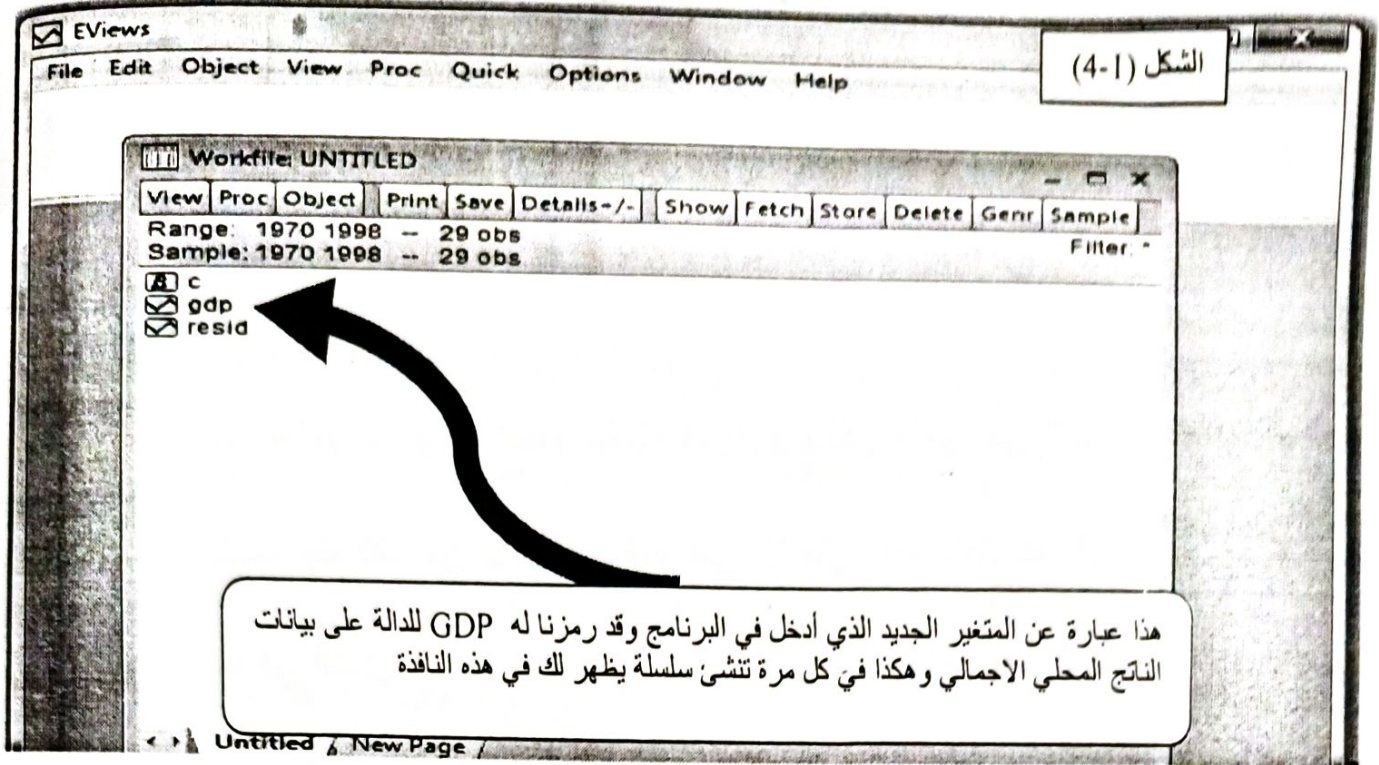 EViews
الشكل (1-4)
File Edit Object View Proc Quick Options Window Help
Workfile: UNTITLED
View Proc Object Print Save Details+/- Show Fetch Store Delete Genr Sample
Range: 1970 1998 -- 29 obs
Filter: *
Sample: 1970 1998 -- 29 obs
c
gdp
resid
هذا عبارة عن المتغير الجديد الذي أدخل في البرنامج وقد رمزنا له GDP للدالة على بيانات
الناتج المحلي الاجمالي وهكذا في كل مرة تنشئ سلسلة يظهر لك في هذه النافذة
Untitled / New Page /